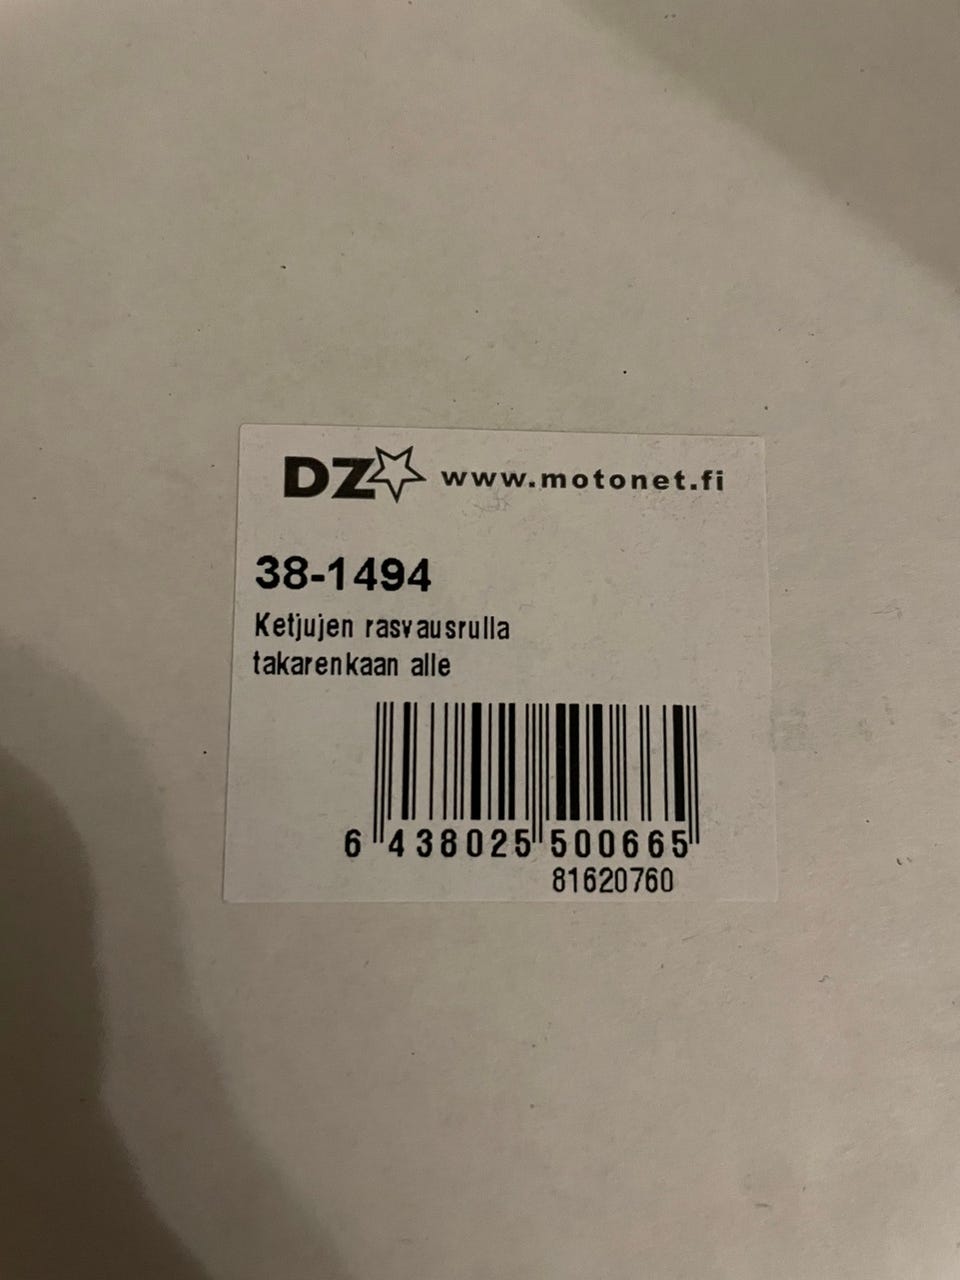 DZ www.motonet.fi
38-1494
Ketjujen rasvausrulla
takarenkaan alle
6 438025 500665
81620760